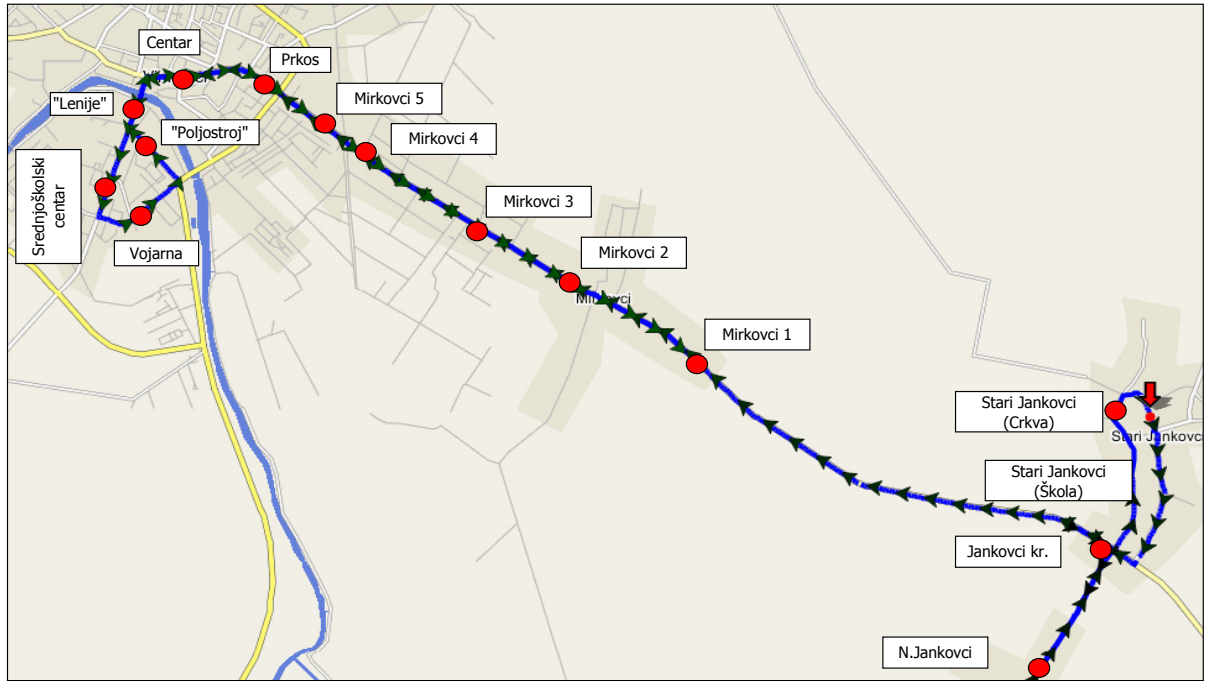 Centar
Prkos
"Lenije"
Mirkovci 5
"Poljostroj"
Mirkovci 4
Srednjoškolski
centar
Mirkovci 3
Vojarna
Mirkovci 2
Mirkovci
Mirkovci 1
Stari Jankovci
(Crkva)
Stari Jankovci
Stari Jankovci
(Škola)
Jankovci kr.
N.Jankovci